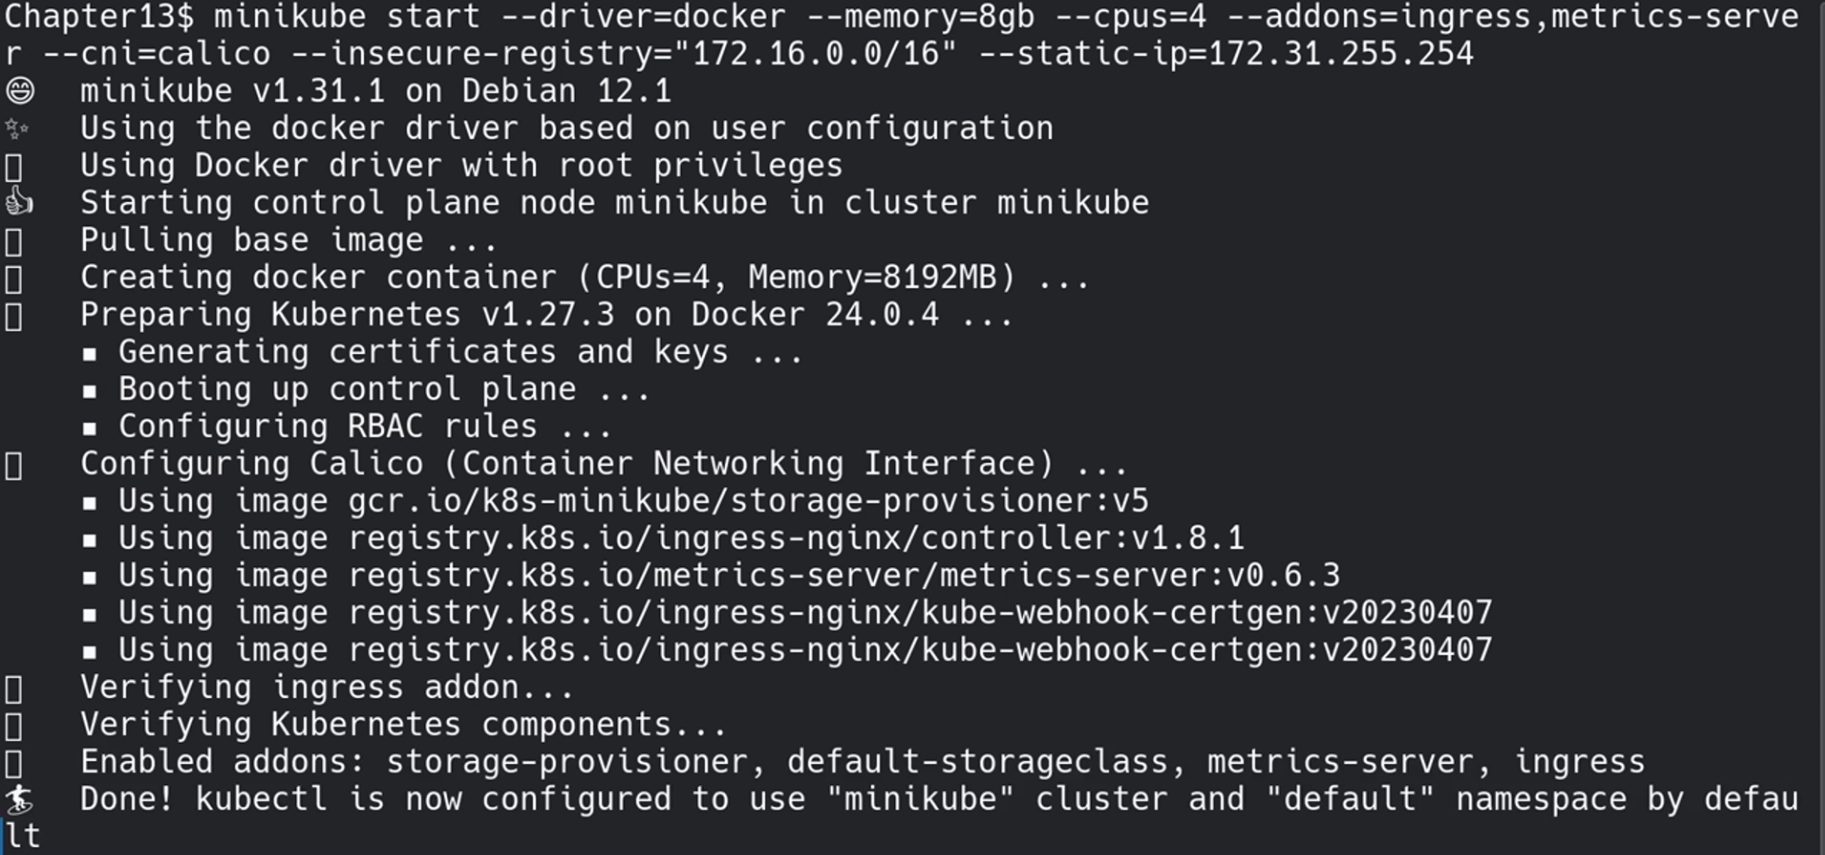 Chapter13$ minikube start --driver=docker --memory=8gb --cpus=4 --addons=ingress,metrics-serve
r --cni=calico --insecure-registry="172.16.0.0/16" --static-ip=172.31.255.254
😄 minikube v1.31.1 on Debian 12.1
✨ Using the docker driver based on user configuration
Using Docker driver with root privileges
👍 Starting control plane node minikube in cluster minikube
Pulling base image ...
Creating docker container (CPUs=4, Memory=8192MB) ...
Preparing Kubernetes v1.27.3 on Docker 24.0.4 ...
▪ Generating certificates and keys ...
▪ Booting up control plane ...
▪ Configuring RBAC rules ...
Configuring Calico (Container Networking Interface) ...
▪ Using image gcr.io/k8s-minikube/storage-provisioner:v5
▪ Using image registry.k8s.io/ingress-nginx/controller:v1.8.1
▪ Using image registry.k8s.io/metrics-server/metrics-server:v0.6.3
▪ Using image registry.k8s.io/ingress-nginx/kube-webhook-certgen:v20230407
▪ Using image registry.k8s.io/ingress-nginx/kube-webhook-certgen:v20230407
Verifying ingress addon...
Verifying Kubernetes components...
Enabled addons: storage-provisioner, default-storageclass, metrics-server, ingress
🏄 Done! kubectl is now configured to use "minikube" cluster and "default" namespace by defau
lt